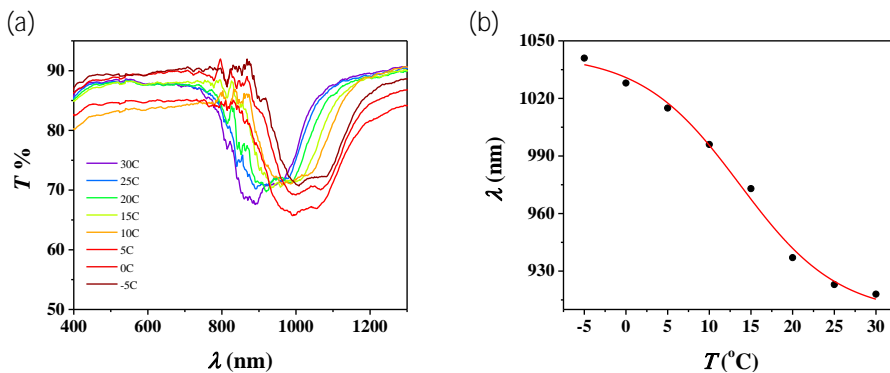 (a)
90
80
70
60
50
T %
30C
25C
20C
15C
10C
5C
0C
-5C
400 600 800 1000 1200
λ (nm)
(b)
1050
1020
990
960
930
λ (nm)
-5 0 5 10 15 20 25 30
T (°C)